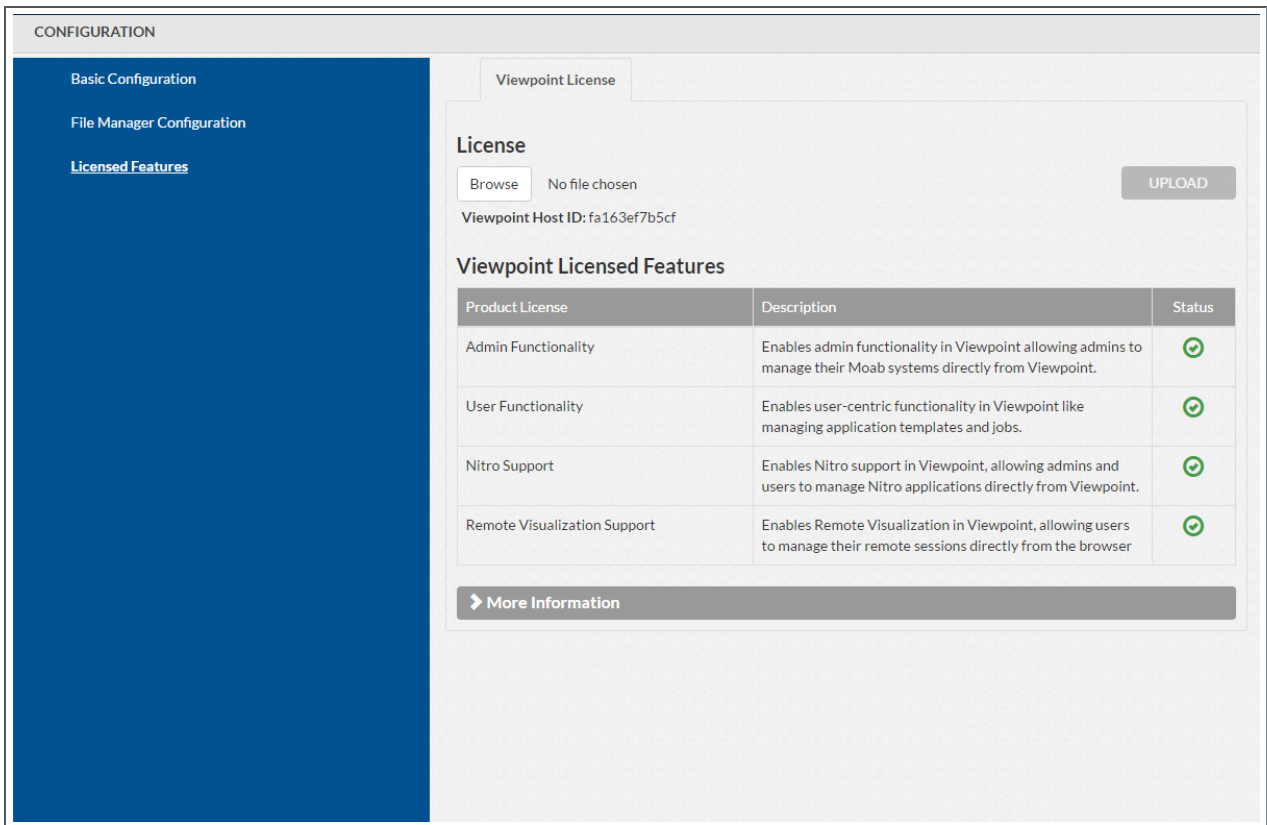 CONFIGURATION
Basic Configuration
File Manager Configuration
Licensed Features
Viewpoint License
License
Browse No file chosen UPLOAD
Viewpoint Host ID: fa163ef7b5cf
Viewpoint Licensed Features
Product License Description Status
Admin Functionality Enables admin functionality in Viewpoint allowing admins to
manage their Moab systems directly from Viewpoint.
User Functionality Enables user-centric functionality in Viewpoint like
managing application templates and jobs.
Nitro Support Enables Nitro support in Viewpoint, allowing admins and
users to manage Nitro applications directly from Viewpoint.
Remote Visualization Support Enables Remote Visualization in Viewpoint, allowing users
to manage their remote sessions directly from the browser
More Information